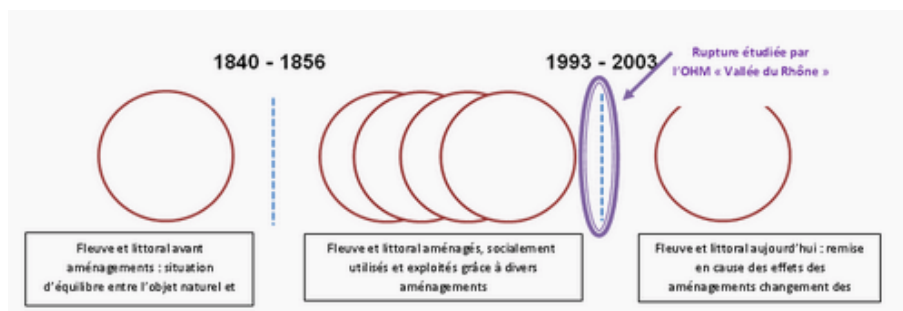 1840 - 1856
1993 - 2003
Rupture étudiée par
l'OHM « Vallée du Rhône »
Fleuve et littoral avant
aménagements : situation
d'équilibre entre l'objet naturel et
Fleuve et littoral aménagés, socialement
utilisés et exploités grâce à divers
aménagements
Fleuve et littoral aujourd'hui : remise
en cause des effets des
aménagements changement des